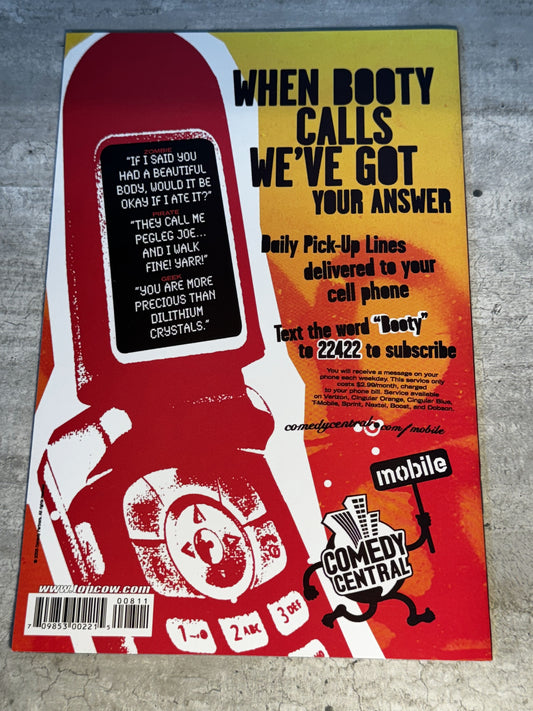 WHEN BOOTY
CALLS
WE'VE GOT
YOUR ANSWER
ZOMBIE
"IF I SAID YOU
HAD A BEAUTIFUL
BODY, WOULD IT BE
OKAY IF I ATE IT?"
PIRATE
"THEY CALL ME
PEGLEG JOE...
AND I WALK
FINE! YARR!"
GEEK
"YOU ARE MORE
PRECIOUS THAN
DILITHIUM
CRYSTALS."
Daily Pick-Up Lines
delivered to your
cell phone
Text the word "Booty"
to 22422 to subscribe
You will receive a message on your
phone each weekday. This service only
costs $2.99/month, charged
to your phone bill. Service available
on Verizon, Cingular Orange, Cingular Blue,
T-Mobile, Sprint, Nextel, Boost, and Dobson.
comedycentral.com/mobile
mobile
COMEDY
CENTRAL
www.topcow.com
00811
7 09853 00221 5
1 2 ABC 3 DEF